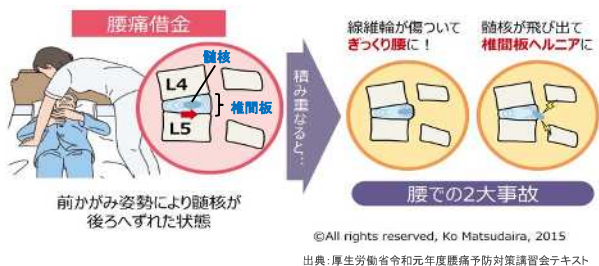 腰痛借金
髄核
L4
椎間板
L5
前かがみ姿勢により髄核が
後ろへずれた状態
積み重なると…
線維輪が傷ついて
ぎっくり腰に！
髄核が飛び出て
椎間板ヘルニアに
腰での2大事故
©All rights reserved, Ko Matsudaira, 2015
出典：厚生労働省令和元年度腰痛予防対策講習会テキスト